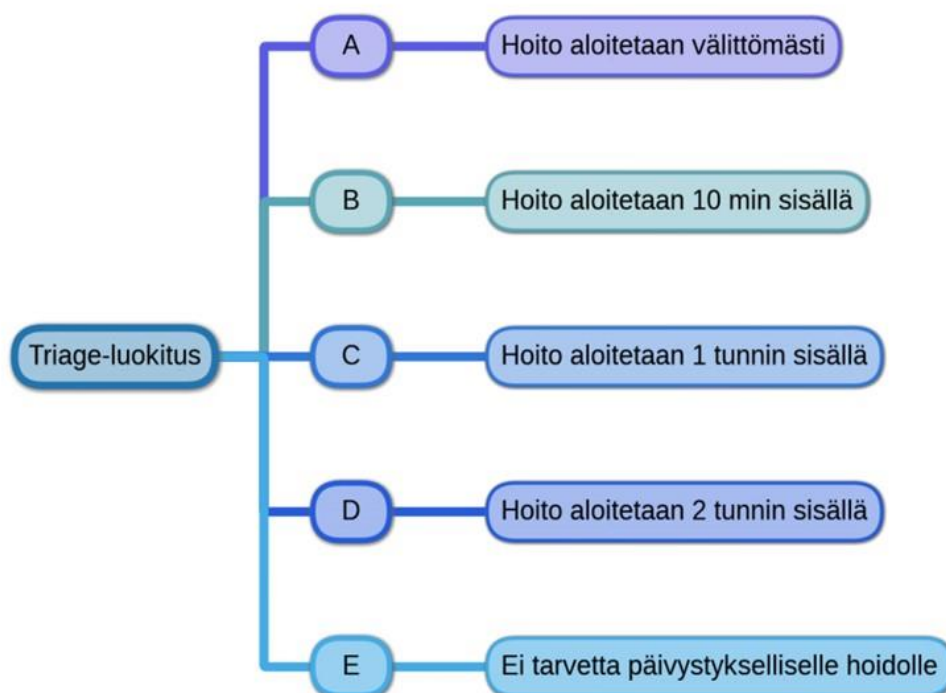 A
Hoito aloitetaan välittömästi
B
Hoito aloitetaan 10 min sisällä
Triage-luokitus
C
Hoito aloitetaan 1 tunnin sisällä
D
Hoito aloitetaan 2 tunnin sisällä
E
Ei tarvetta päivystykselliselle hoidolle